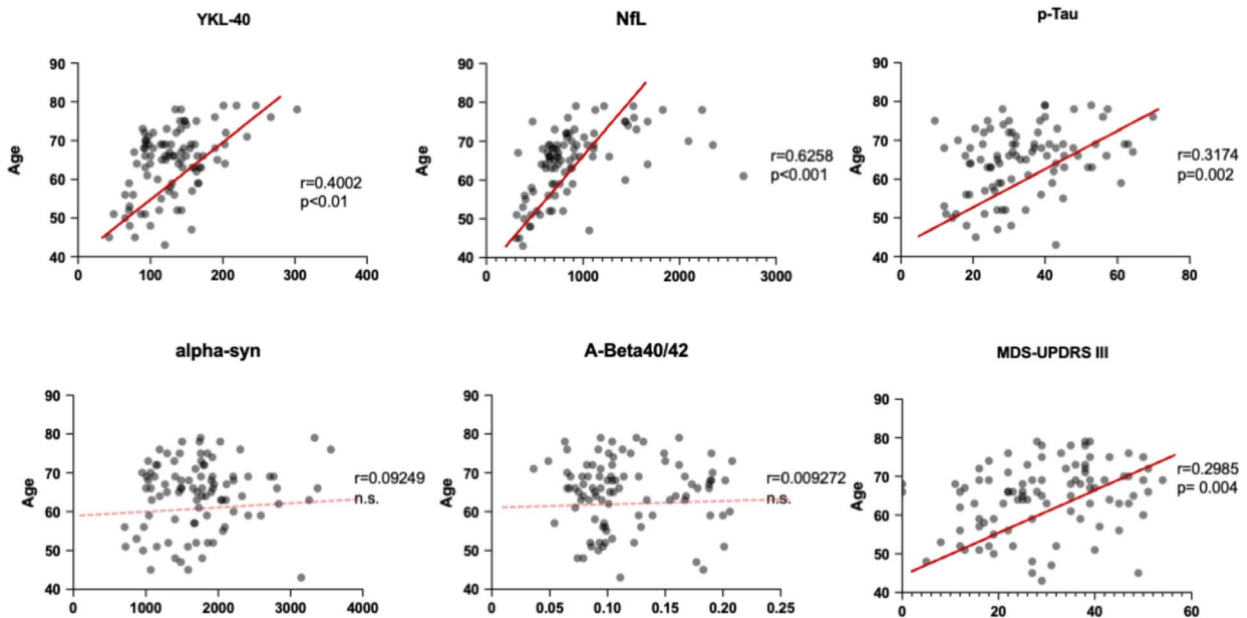 YKL-40
90
80
70
60
50
40
Age
0
100
200
300
400
r=0.4002
p<0.01
NfL
90
80
70
60
50
40
Age
0
1000
2000
3000
r=0.6258
p<0.001
p-Tau
90
80
70
60
50
40
Age
0
20
40
60
80
r=0.3174
p=0.002
alpha-syn
90
80
70
60
50
40
Age
0
1000
2000
3000
4000
r=0.09249
n.s.
A-Beta40/42
90
80
70
60
50
40
Age
0
0.05
0.10
0.15
0.20
0.25
r=0.009272
n.s.
MDS-UPDRS III
90
80
70
60
50
40
Age
0
20
40
60
r=0.2985
p= 0.004